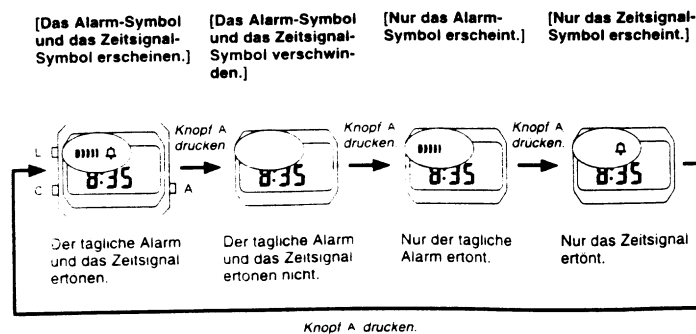 [Das Alarm-Symbol
und das Zeitsignal-
Symbol erscheinen.]
[Das Alarm-Symbol
und das Zeitsignal-
Symbol verschwin-
den.]
[Nur das Alarm-
Symbol erscheint.]
[Nur das Zeitsignal-
Symbol erscheint.]
L
C
A
8:35
Knopf A
drucken
8:35
Knopf A
drucken.
8:35
Knopf A
drucken.
8:35
Der tagliche Alarm
und das Zeitsignal
ertonen.
Der tagliche Alarm
und das Zeitsignal
ertonen nicht.
Nur der tagliche
Alarm ertont.
Nur das Zeitsignal
ertönt.
Knopf A drucken.